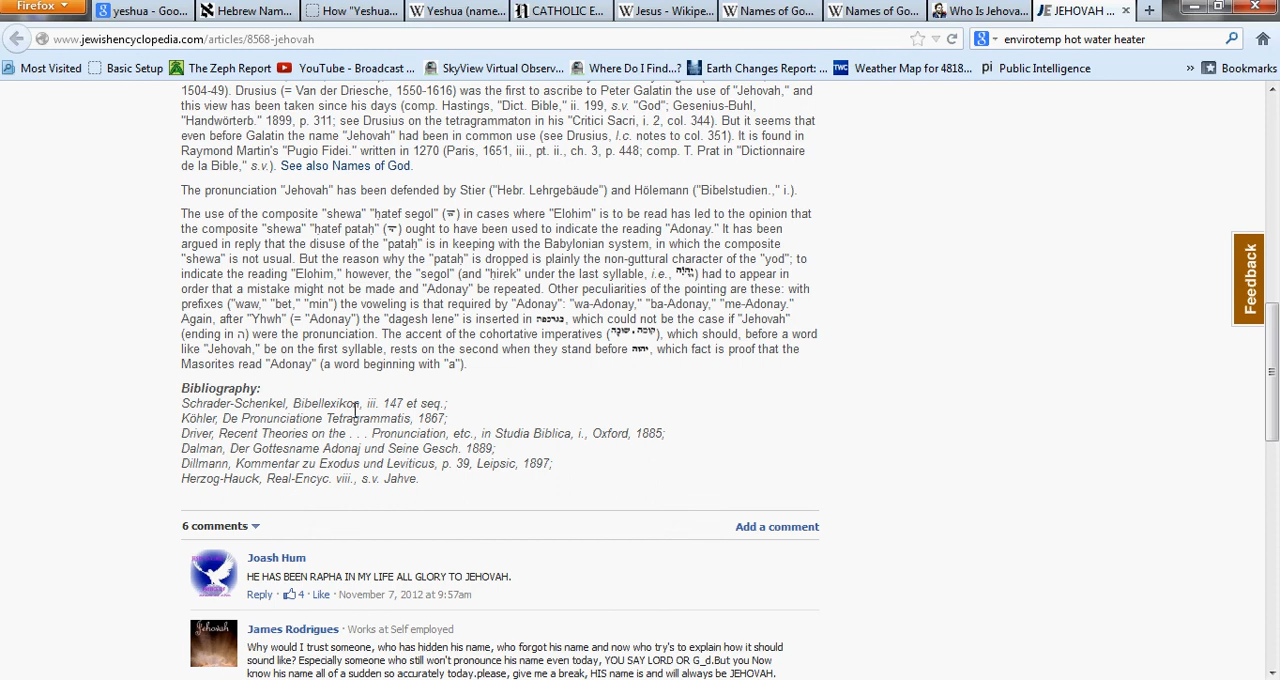 Firefox
yeshua - Goo...
Hebrew Nam...
How "Yeshua...
Yeshua (name...
CATHOLIC E...
Jesus - Wikipe...
Names of Go...
Names of Go...
Who Is Jehova...
JEHOVAH ...
www.jewishencyclopedia.com/articles/8568-jehovah
envirotemp hot water heater
Most Visited
Basic Setup
The Zeph Report
YouTube - Broadcast ...
SkyView Virtual Observ...
Where Do I Find...?
Earth Changes Report: ...
Weather Map for 4818...
Public Intelligence
»
Bookmarks
1504-49). Drusius (= Van der Driesche, 1550-1616) was the first to ascribe to Peter Galatin the use of "Jehovah," and
this view has been taken since his days (comp. Hastings, "Dict. Bible," ii. 199, s.v. "God"; Gesenius-Buhl,
"Handwörterb." 1899, p. 311; see Drusius on the tetragrammaton in his "Critici Sacri, i. 2, col. 344). But it seems that
even before Galatin the name "Jehovah" had been in common use (see Drusius, l.c. notes to col. 351). It is found in
Raymond Martin's "Pugio Fidei." written in 1270 (Paris, 1651, iii., pt. ii., ch. 3, p. 448; comp. T. Prat in "Dictionnaire
de la Bible," s.v.). See also Names of God.
The pronunciation "Jehovah" has been defended by Stier ("Hebr. Lehrgebäude") and Hölemann ("Bibelstudien.," i.).
The use of the composite "shewa" "ḥatef segol" ( ) in cases where "Elohim" is to be read has led to the opinion that
the composite "shewa" "ḥatef pataḥ" ( ) ought to have been used to indicate the reading "Adonay." It has been
argued in reply that the disuse of the "pataḥ" is in keeping with the Babylonian system, in which the composite
"shewa" is not usual. But the reason why the "pataḥ" is dropped is plainly the non-guttural character of the "yod"; to
indicate the reading "Elohim," however, the "segol" (and "ḥirek" under the last syllable, i.e., ) had to appear in
order that a mistake might not be made and "Adonay" be repeated. Other peculiarities of the pointing are these: with
prefixes ("waw," "bet," "min") the voweling is that required by "Adonay": "wa-Adonay," "ba-Adonay," "me-Adonay."
Again, after "Yhwh" (= "Adonay") the "dagesh lene" is inserted in , which could not be the case if "Jehovah"
(ending in ה) were the pronunciation. The accent of the cohortative imperatives ( ), which should, before a word
like "Jehovah," be on the first syllable, rests on the second when they stand before יהוה, which fact is proof that the
Masorites read "Adonay" (a word beginning with "a").
Bibliography:
Schrader-Schenkel, Bibellexikon, iii. 147 et seq.;
Köhler, De Pronunciatione Tetragrammatis, 1867;
Driver, Recent Theories on the . . . Pronunciation, etc., in Studia Biblica, i., Oxford, 1885;
Dalman, Der Gottesname Adonaj und Seine Gesch. 1889;
Dillmann, Kommentar zu Exodus und Leviticus, p. 39, Leipsic, 1897;
Herzog-Hauck, Real-Encyc. viii., s.v. Jahve.
6 comments
Add a comment
Joash Hum
HE HAS BEEN RAPHA IN MY LIFE ALL GLORY TO JEHOVAH.
Reply · 4 · Like · November 7, 2012 at 9:57am
Jehovah
James Rodrigues · Works at Self employed
Why would I trust someone, who has hidden his name, who forgot his name and now who try's to explain how it should
sound like? Especially someone who still won't pronounce his name even today, YOU SAY LORD OR G_d.But you Now
know his name all of a sudden so accurately today.please, give me a break, HIS name is and will always be JEHOVAH.
Feedback